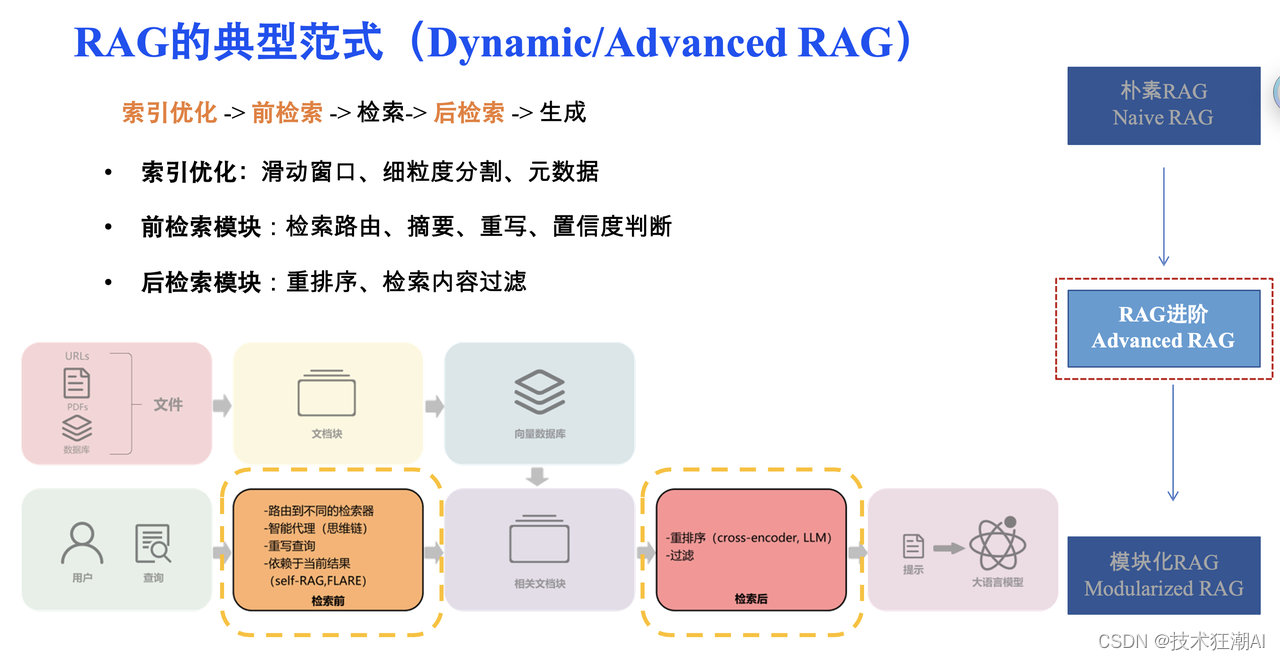 RAG的典型范式（Dynamic/Advanced RAG）
索引优化 -> 前检索 -> 检索-> 后检索 -> 生成
• 索引优化：滑动窗口、细粒度分割、元数据
• 前检索模块：检索路由、摘要、重写、置信度判断
• 后检索模块：重排序、检索内容过滤
朴素RAG
Naive RAG
RAG进阶
Advanced RAG
模块化RAG
Modularized RAG
URLs
PDFs
数据库
文件
文档块
向量数据库
用户
查询
-路由到不同的检索器
-智能代理（思维链）
-重写查询
-依赖于当前结果
（self-RAG,FLARE）
检索前
相关文档块
-重排序（cross-encoder, LLM）
-过滤
检索后
提示
大语言模型
CSDN @技术狂潮AI